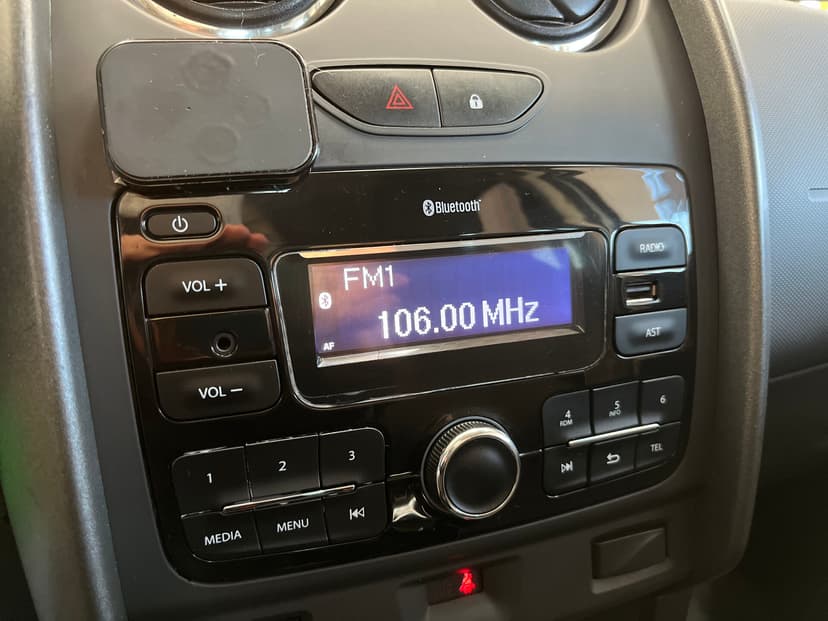 Bluetooth
RADIO
VOL +
FM1
106.00 MHz
AF
AST
VOL −
4
RDM
5
INFO
6
1
2
3
TEL
MEDIA
MENU